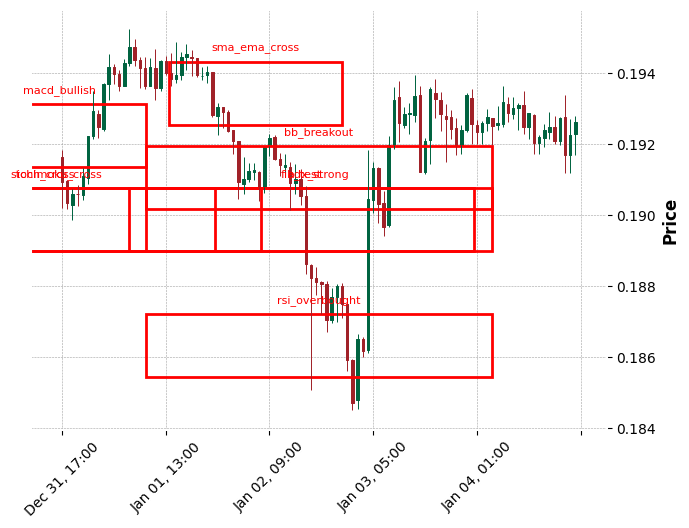 sma_ema_cross
macd_bullish
bb_breakout
rsi_overbought
0.194
0.192
0.190
0.188
0.186
0.184
Price
Dec 31, 17:00
Jan 01, 13:00
Jan 02, 09:00
Jan 03, 05:00
Jan 04, 01:00